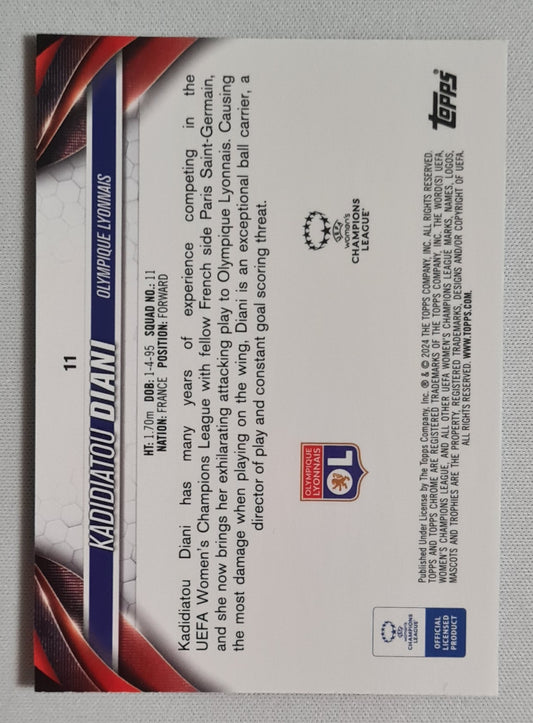 11
KADIDIATOU DIANI
OLYMPIQUE LYONNAIS
HT: 1.70m DOB: 1-4-95 SQUAD NO.: 11
NATION: FRANCE POSITION: FORWARD
Kadidiatou Diani has many years of experience competing in the
UEFA Women's Champions League with fellow French side Paris Saint-Germain,
and she now brings her exhilarating attacking play to Olympique Lyonnais. Causing
the most damage when playing on the wing, Diani is an exceptional ball carrier, a
director of play and constant goal scoring threat.
OLYMPIQUE
LYONNAIS
OL
UEFA
women's
CHAMPIONS
LEAGUE™
UEFA
women's
CHAMPIONS
LEAGUE
OFFICIAL
LICENSED
PRODUCT
Published Under License by The Topps Company, Inc. ® & © 2024 THE TOPPS COMPANY, INC. ALL RIGHTS RESERVED.
TOPPS AND TOPPS CHROME ARE REGISTERED TRADEMARKS OF THE TOPPS COMPANY, INC. THE WORD(S) UEFA,
WOMEN'S CHAMPIONS LEAGUE, AND ALL OTHER UEFA WOMEN'S CHAMPIONS LEAGUE MARKS, NAMES, LOGOS,
MASCOTS AND TROPHIES ARE THE PROPERTY, REGISTERED TRADEMARKS, DESIGNS AND/OR COPYRIGHT OF UEFA.
ALL RIGHTS RESERVED. WWW.TOPPS.COM.
topps